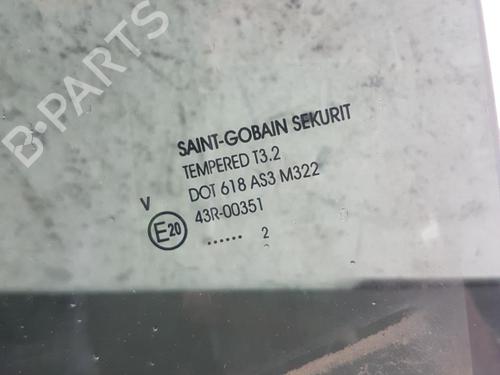 B-PARTS
SAINT-GOBAIN SEKURIT
TEMPERED T3.2
DOT 618 AS3 M322
V 43R-00351
E20
...... 2